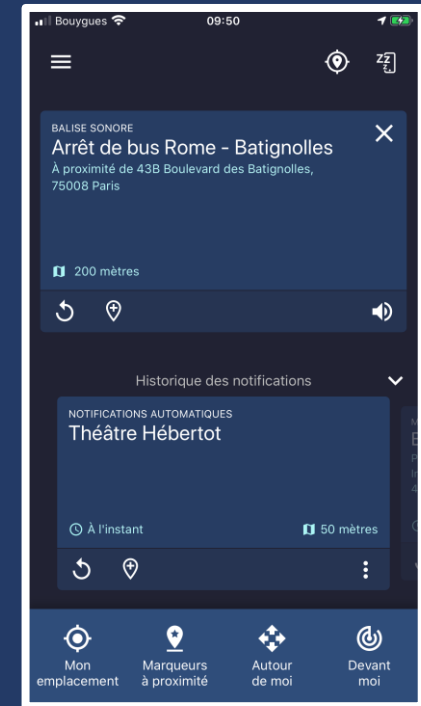 Bouygues 09:50
BALISE SONORE
Arrêt de bus Rome - Batignolles
À proximité de 43B Boulevard des Batignolles,
75008 Paris
200 mètres
Historique des notifications
NOTIFICATIONS AUTOMATIQUES
Théâtre Hébertot
À l'instant 50 mètres
Mon
emplacement
Marqueurs
à proximité
Autour
de moi
Devant
moi